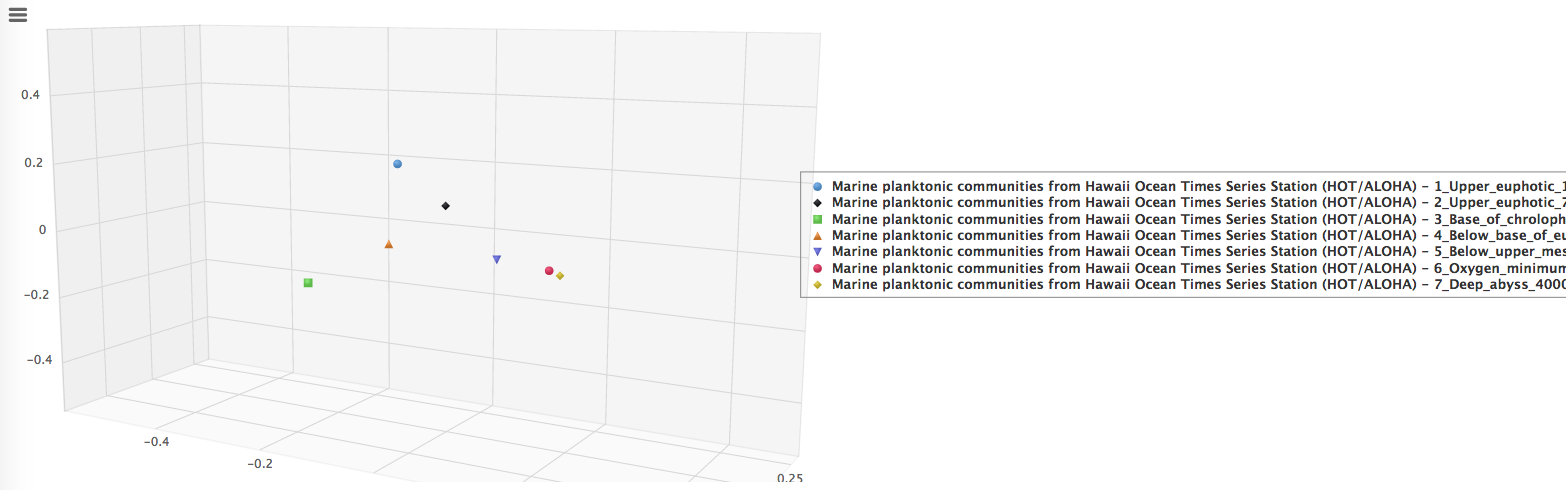 0.4
0.2
0
−0.2
−0.4
−0.4
−0.2
0.25
Marine planktonic communities from Hawaii Ocean Times Series Station (HOT/ALOHA) – 1_Upper_euphotic_1
Marine planktonic communities from Hawaii Ocean Times Series Station (HOT/ALOHA) – 2_Upper_euphotic_7
Marine planktonic communities from Hawaii Ocean Times Series Station (HOT/ALOHA) – 3_Base_of_chroloph
Marine planktonic communities from Hawaii Ocean Times Series Station (HOT/ALOHA) – 4_Below_base_of_eu
Marine planktonic communities from Hawaii Ocean Times Series Station (HOT/ALOHA) – 5_Below_upper_mes
Marine planktonic communities from Hawaii Ocean Times Series Station (HOT/ALOHA) – 6_Oxygen_minimum
Marine planktonic communities from Hawaii Ocean Times Series Station (HOT/ALOHA) – 7_Deep_abyss_4000